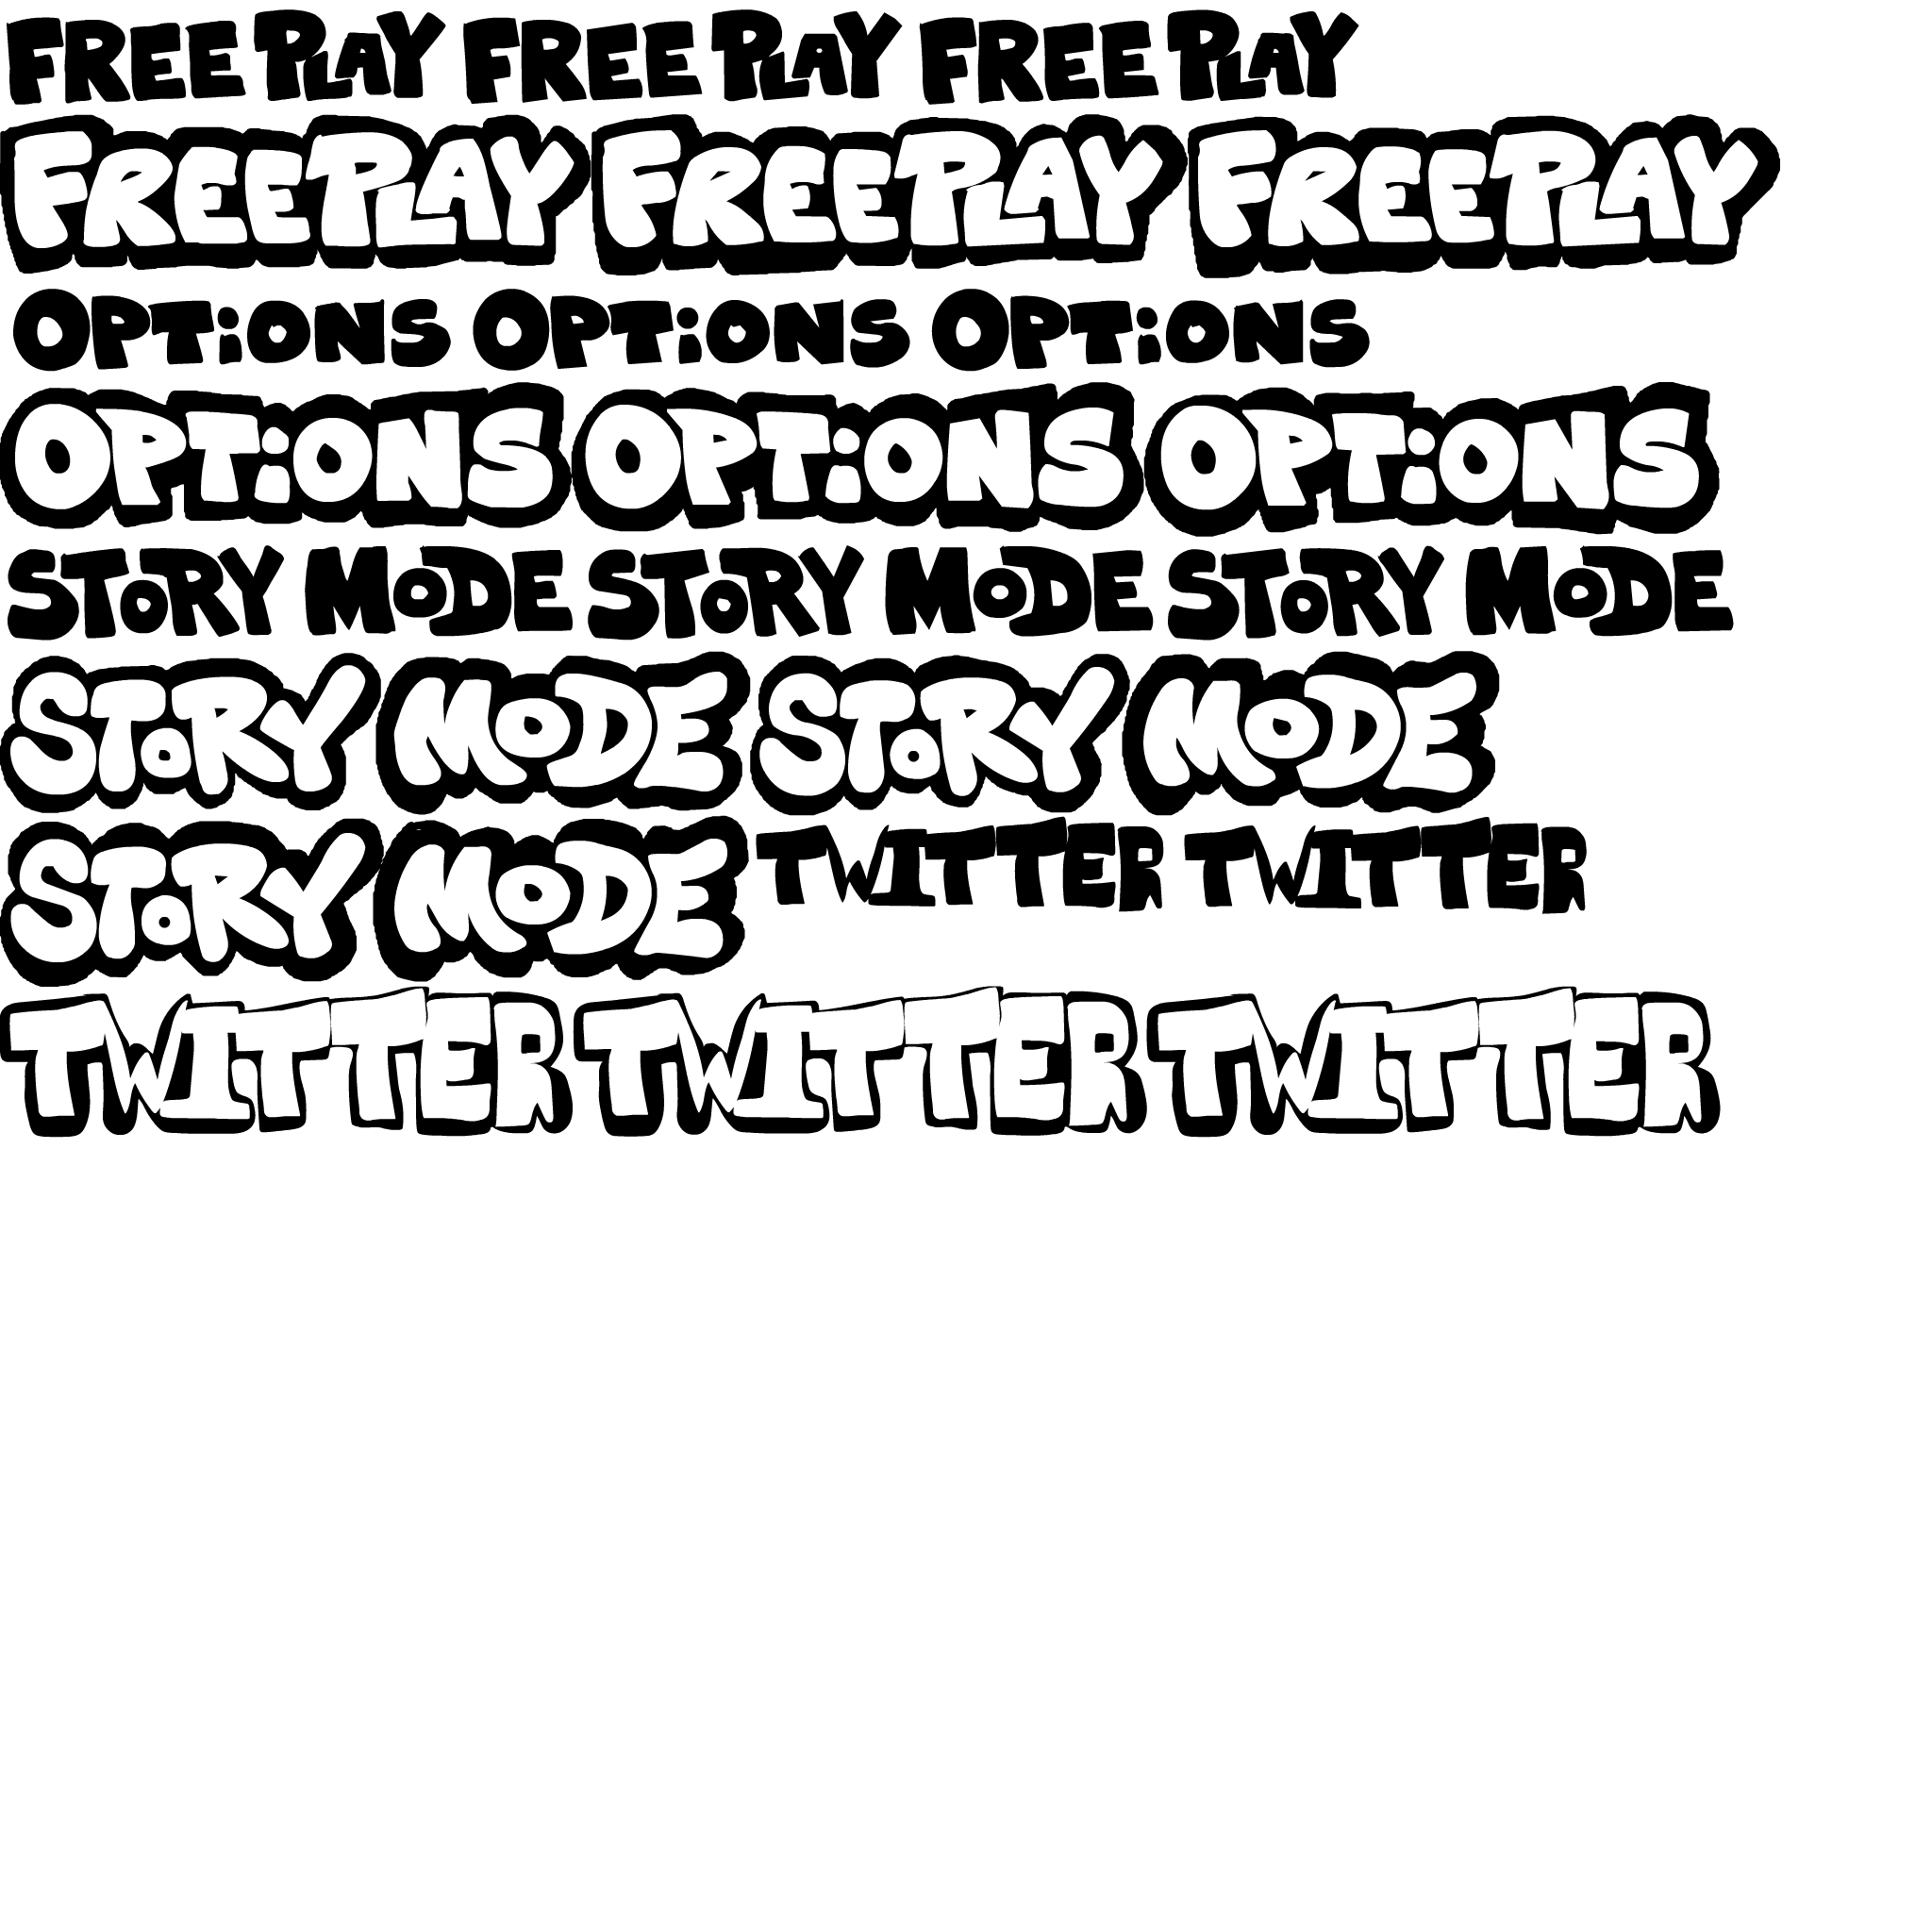 FREE PLAY FREE PLAY FREE PLAY
FREEPLAY FREEPLAY FREEPLAY
OPTiONS OPTiONS OPTiONS
OPTiONS OPTiONS OPTiONS
STORY MODE STORY MODE STORY MODE
STORY MODE STORY MODE
STORY MODE TWITTER TWITTER
TWITTER TWITTER TWITTER